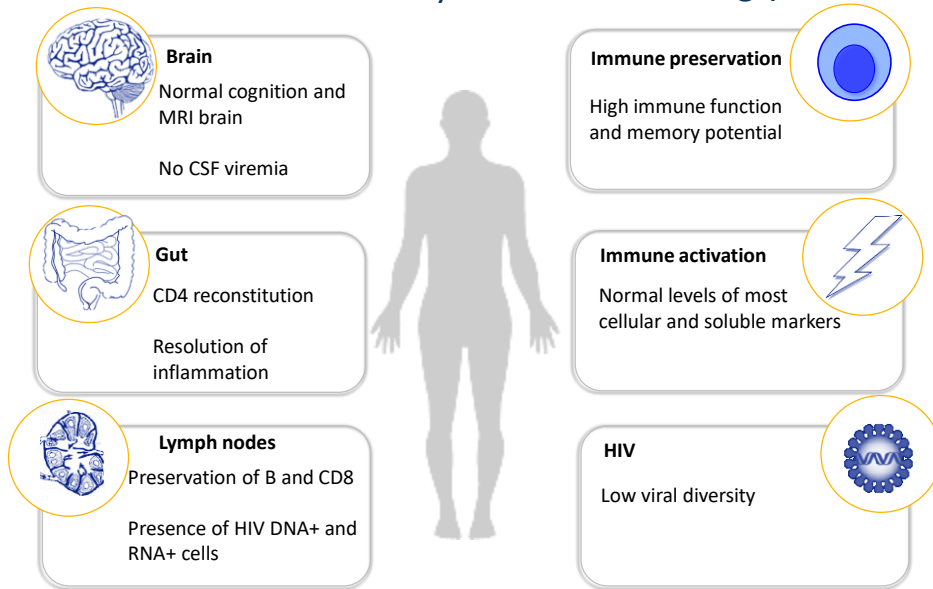 Brain
Normal cognition and
MRI brain
No CSF viremia
Gut
CD4 reconstitution
Resolution of
inflammation
Lymph nodes
Preservation of B and CD8
Presence of HIV DNA+ and
RNA+ cells
Immune preservation
High immune function
and memory potential
Immune activation
Normal levels of most
cellular and soluble markers
HIV
Low viral diversity